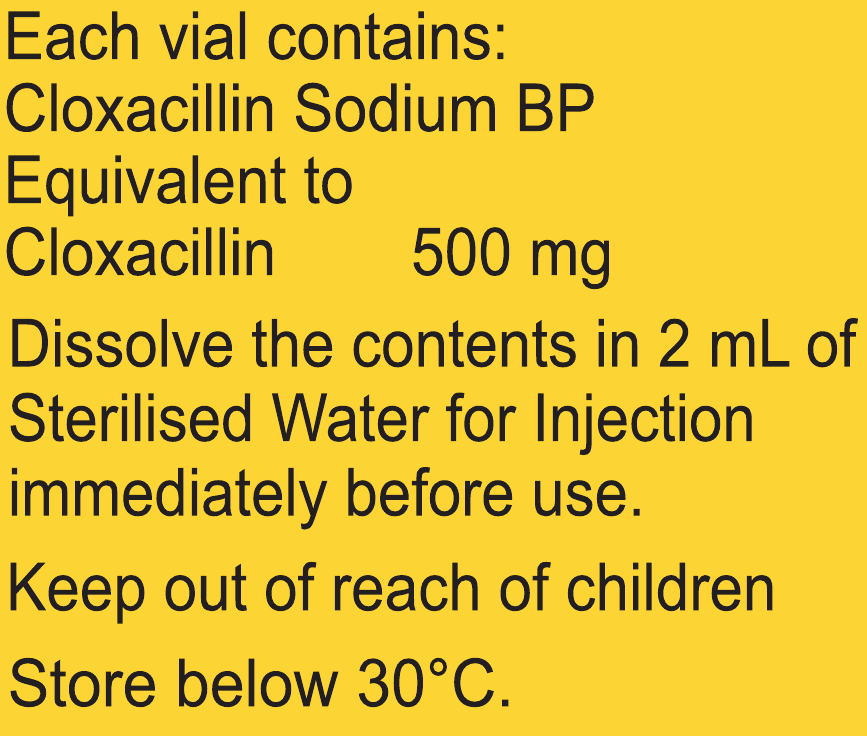 Each vial contains:
Cloxacillin Sodium BP
Equivalent to
Cloxacillin 500 mg
Dissolve the contents in 2 mL of
Sterilised Water for Injection
immediately before use.
Keep out of reach of children
Store below 30°C.